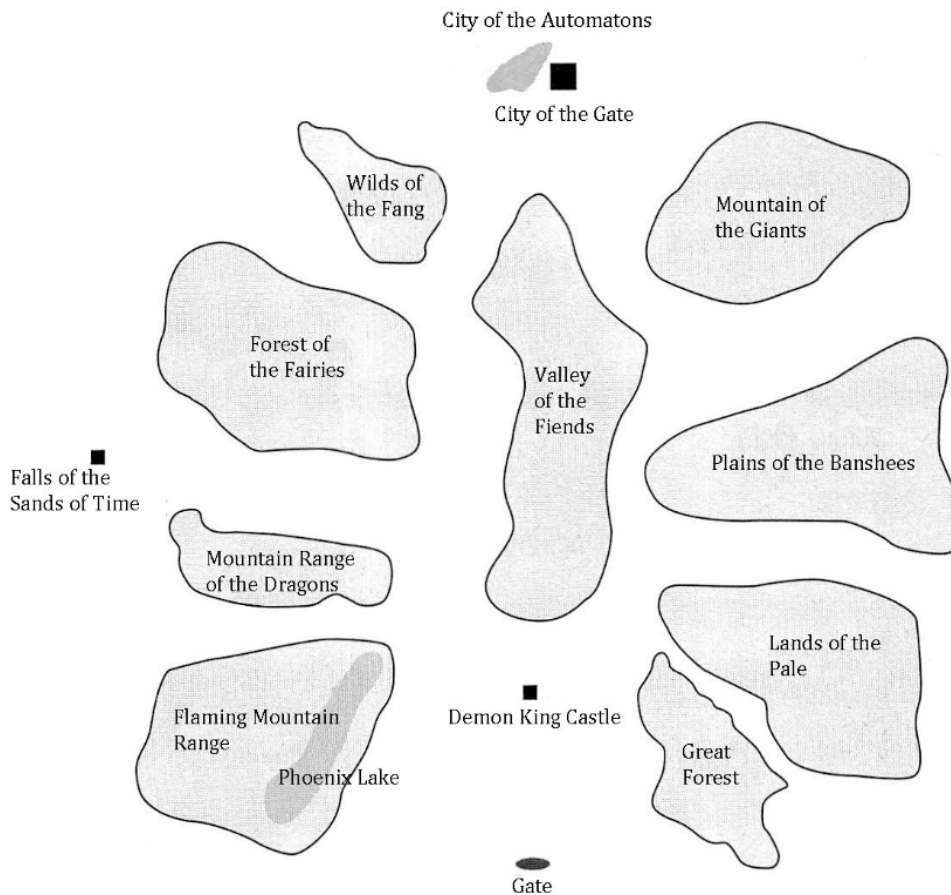 City of the Automatons
City of the Gate
Wilds of
the Fang
Mountain of
the Giants
Forest of
the Fairies
Valley
of the
Fiends
Plains of the Banshees
Falls of the
Sands of Time
Mountain Range
of the Dragons
Lands of the
Pale
Flaming Mountain
Range
Demon King Castle
Great
Forest
Phoenix Lake
Gate